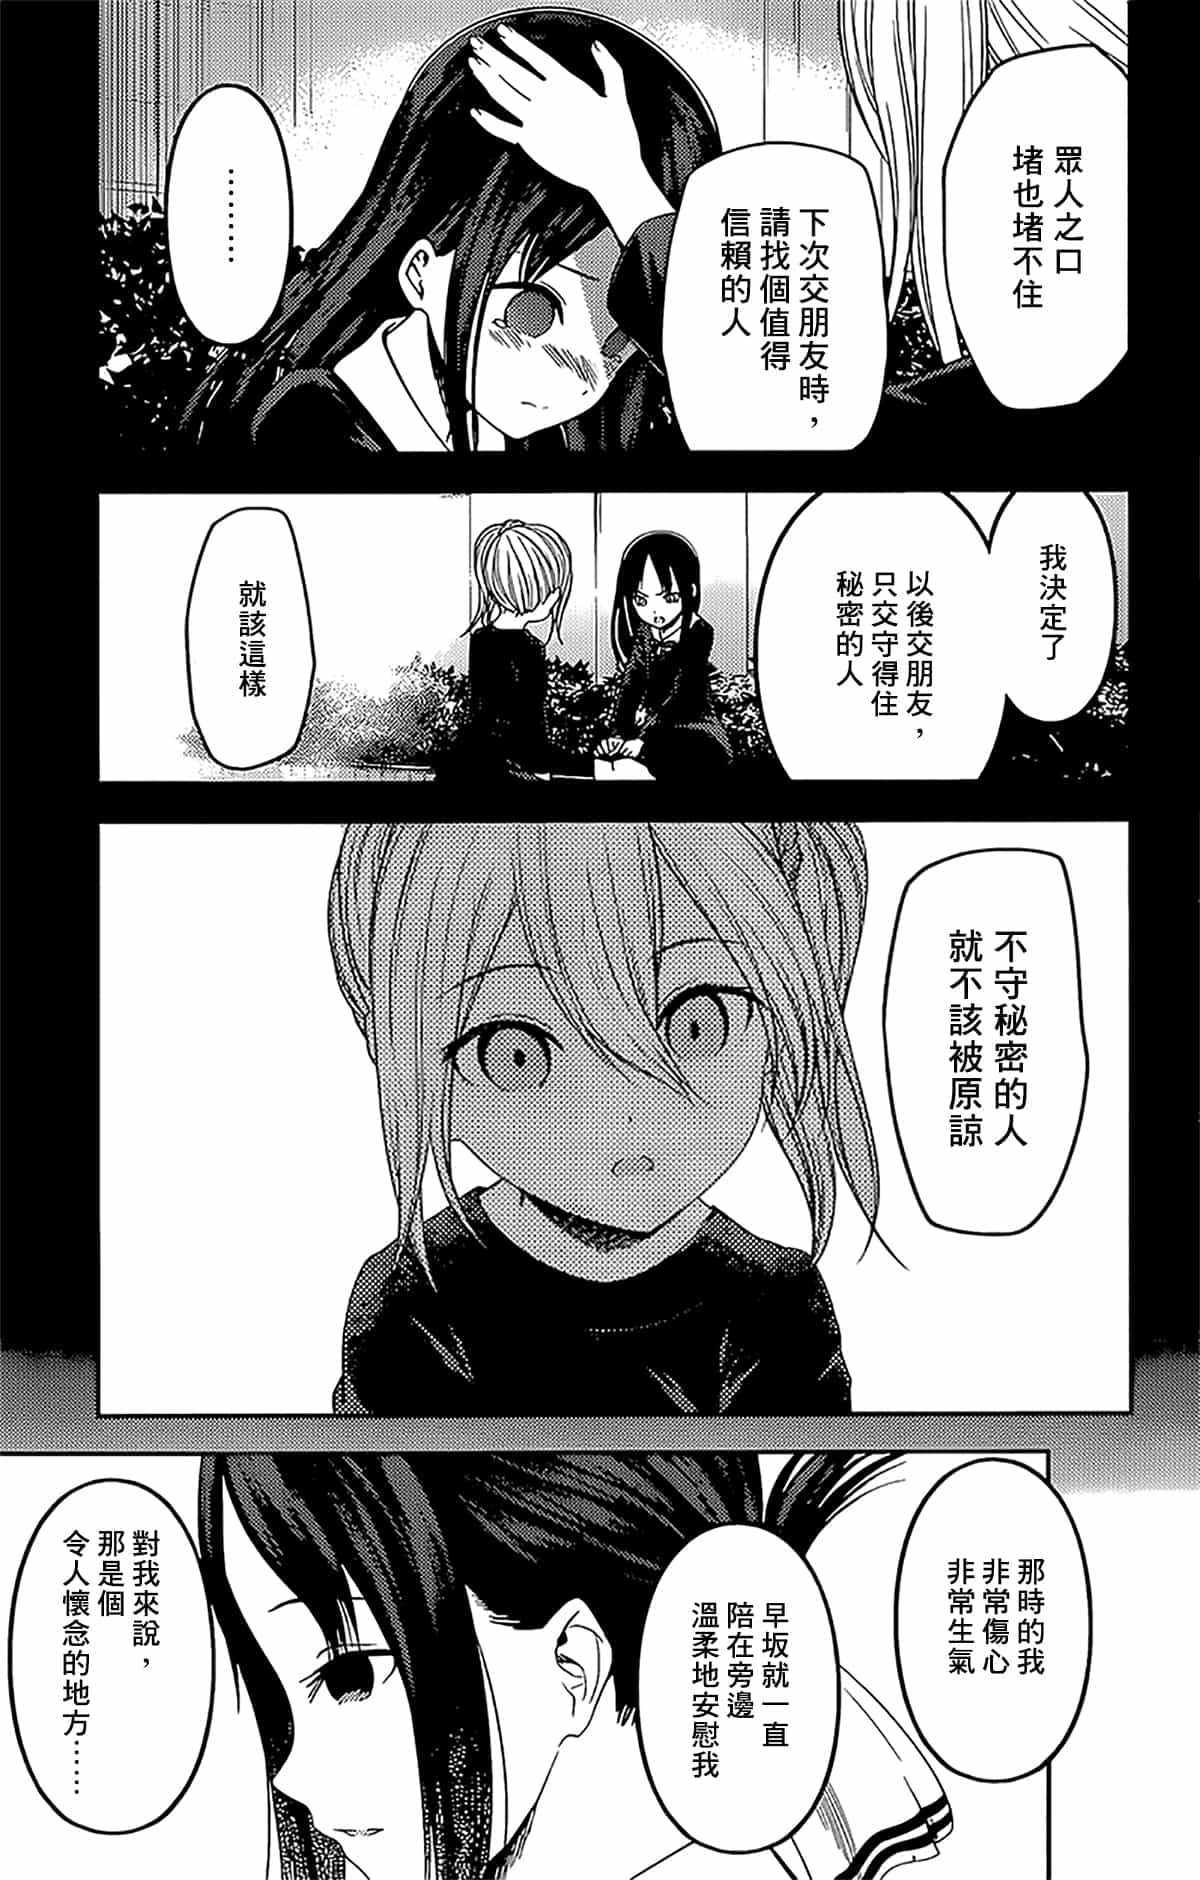 眾人之口
堵也堵不住
下次交朋友時，
請找個值得
信賴的人
………
我決定了
以後交朋友，
只交守得住
秘密的人
就該這樣
不守秘密的人
就不該被原諒
那時的我
非常傷心
非常生氣
早坂就一直
陪在旁邊
溫柔地安慰我
對我來說，
那是個
令人懷念的地方……